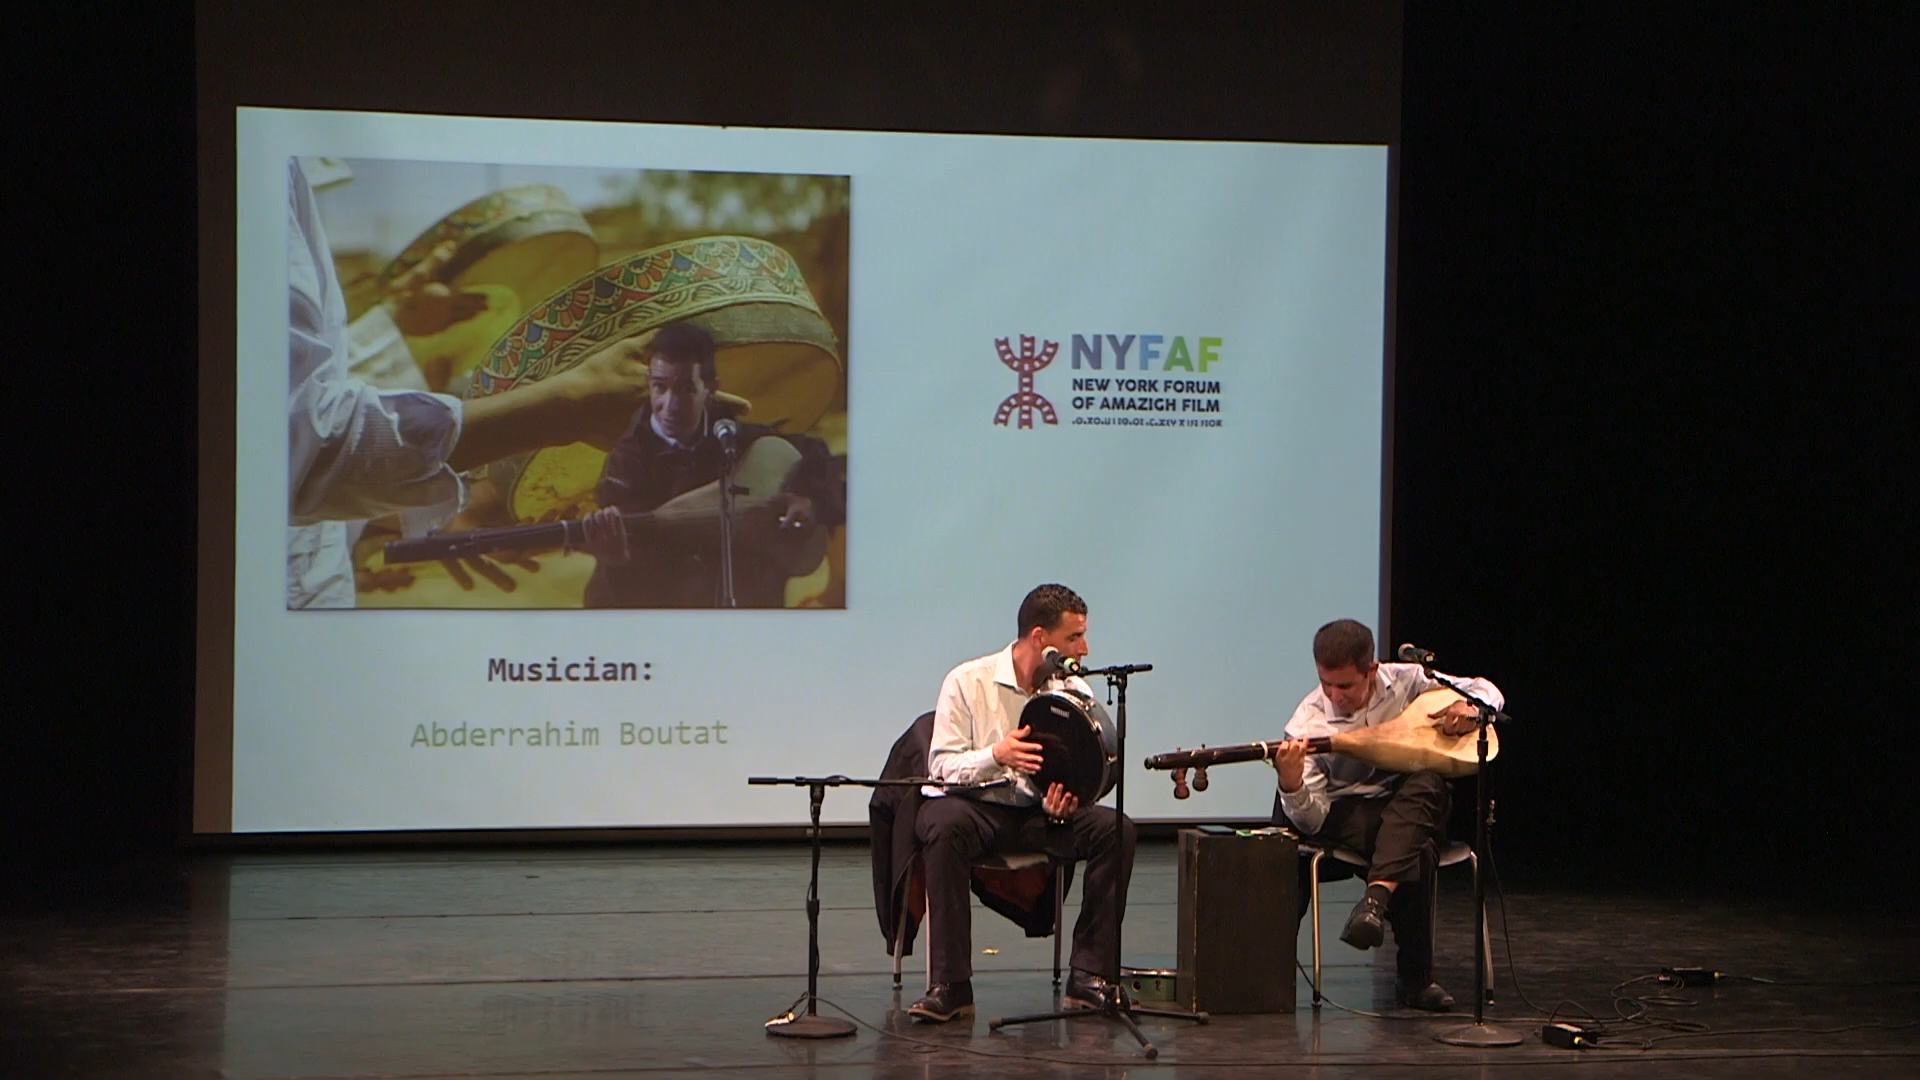 Musician:
Abderrahim Boutat
NYFAF
NEW YORK FORUM
OF AMAZIGH FILM